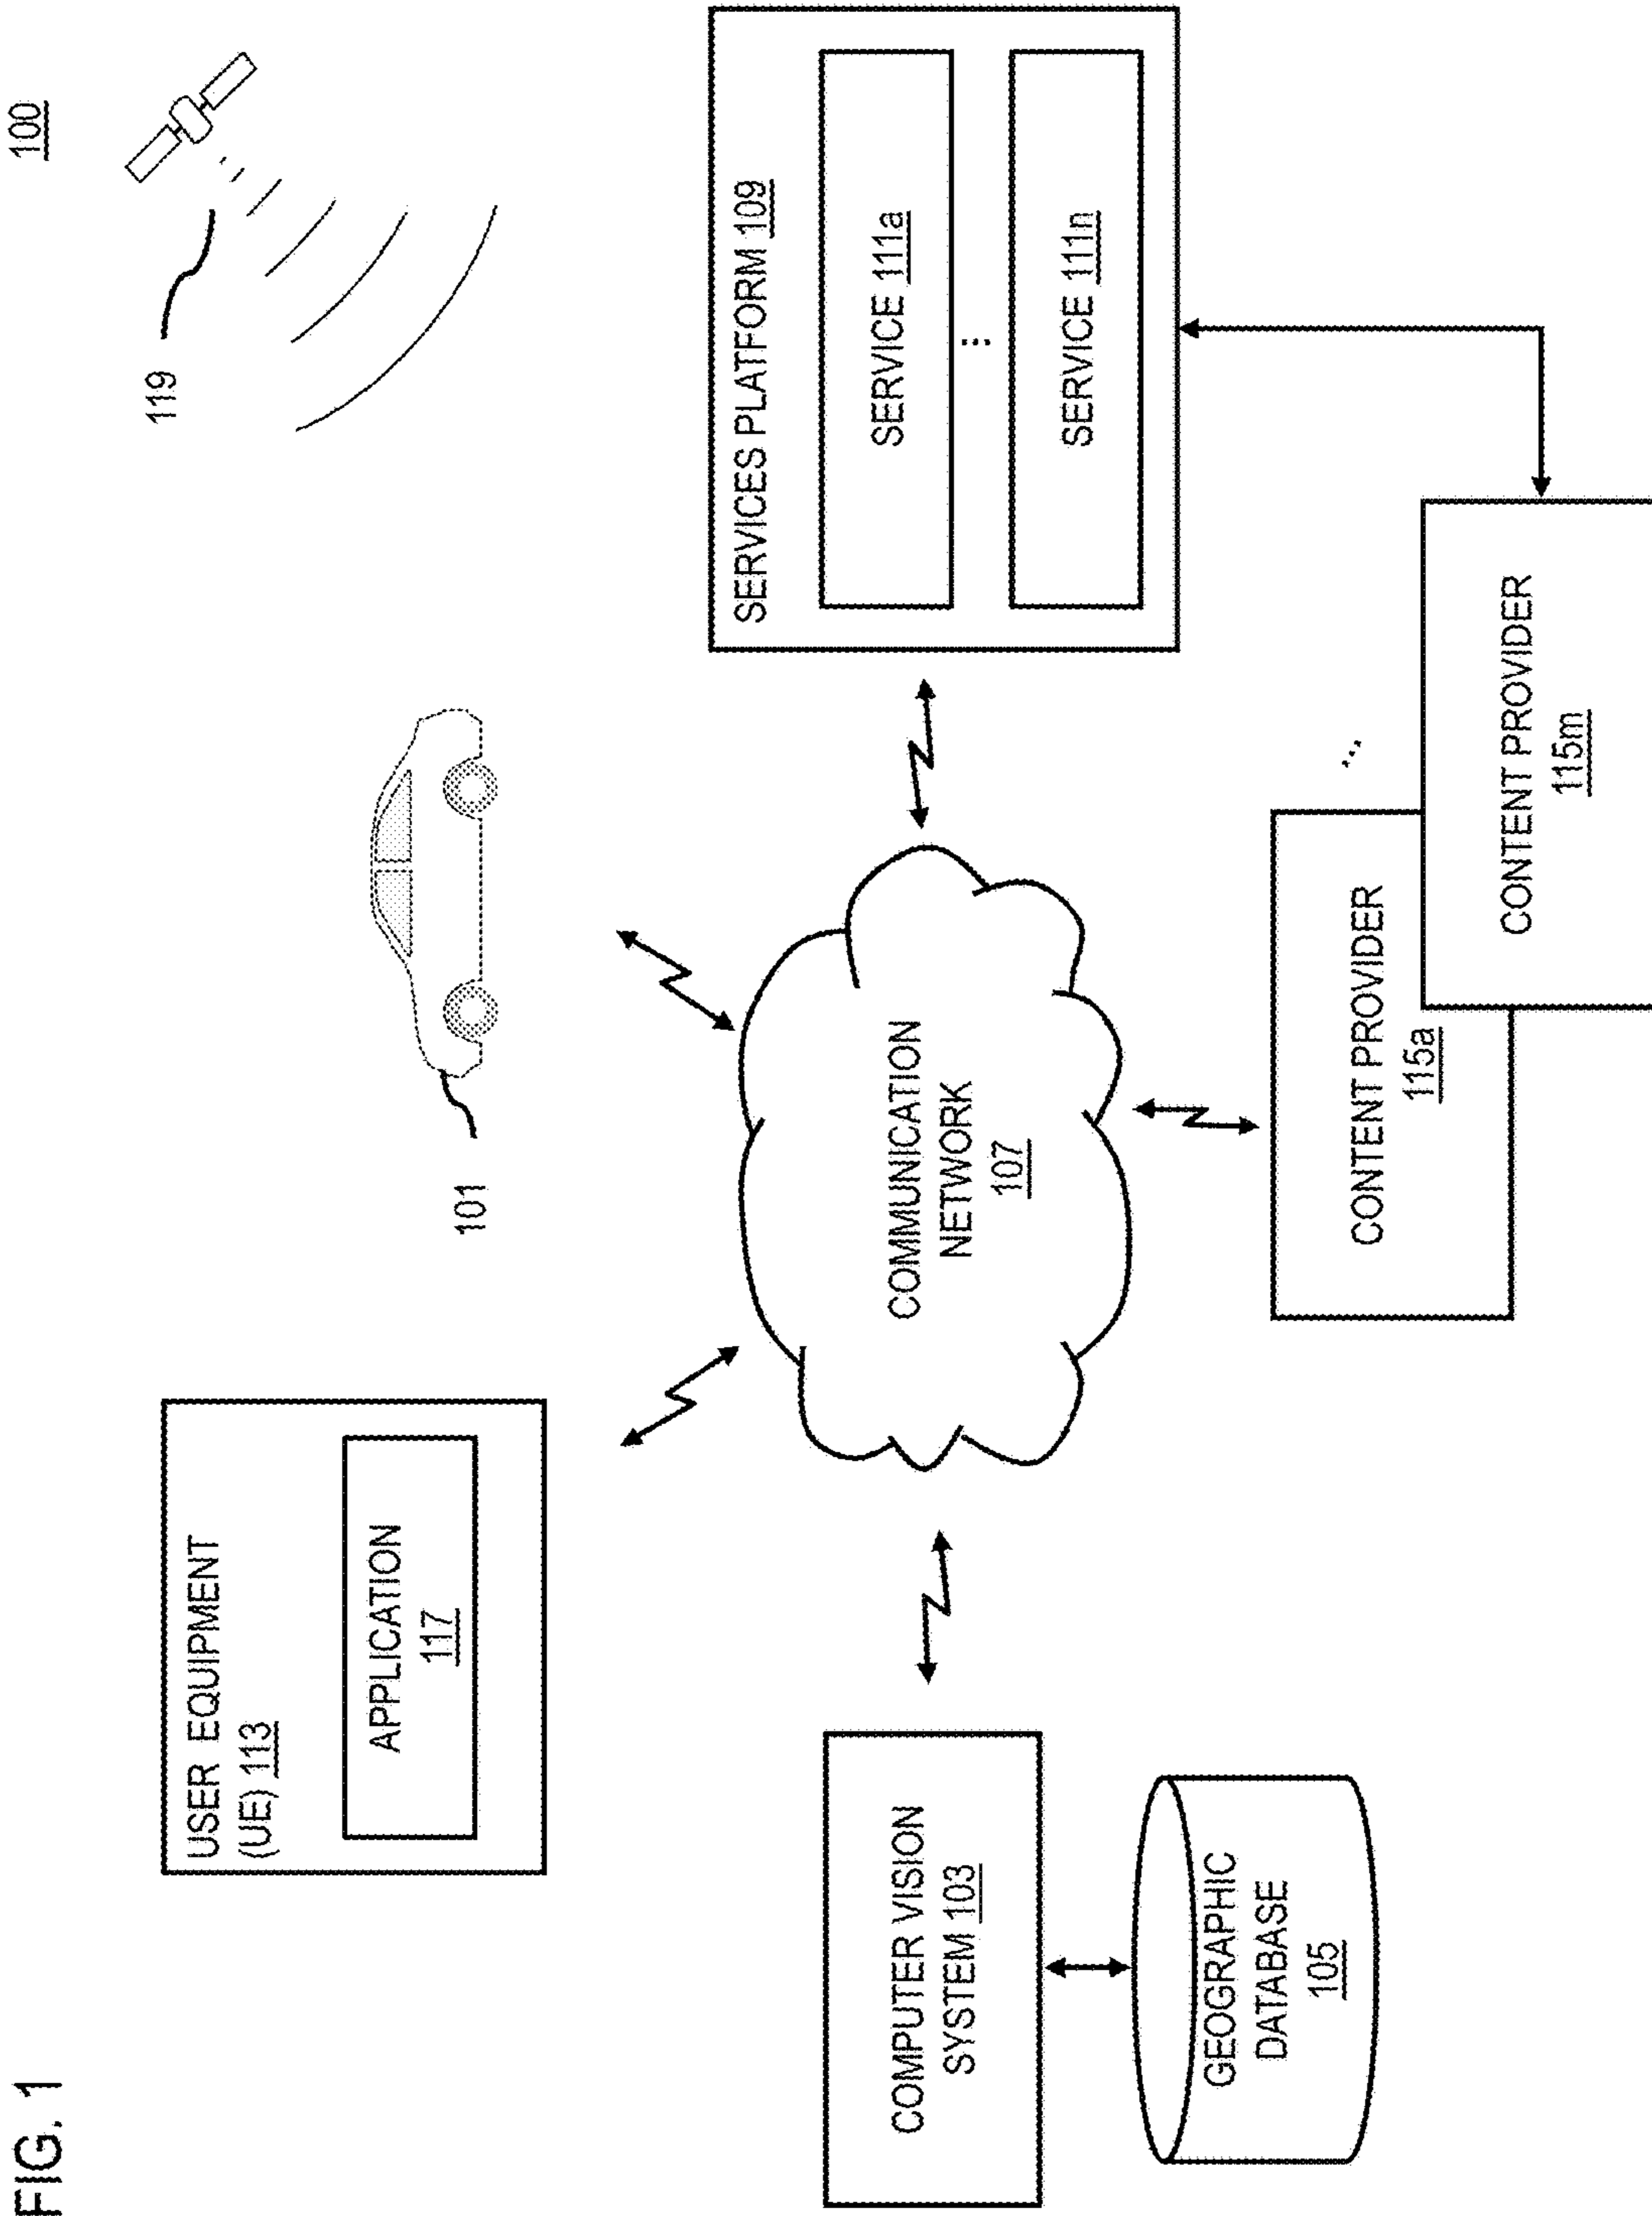 FIG. 1
100
USER EQUIPMENT
(UE) 113
APPLICATION
117
101
119
COMPUTER VISION
SYSTEM 103
GEOGRAPHIC
DATABASE
105
COMMUNICATION
NETWORK
107
SERVICES PLATFORM 109
SERVICE 111a
...
SERVICE 111n
CONTENT PROVIDER
115a
...
CONTENT PROVIDER
115m